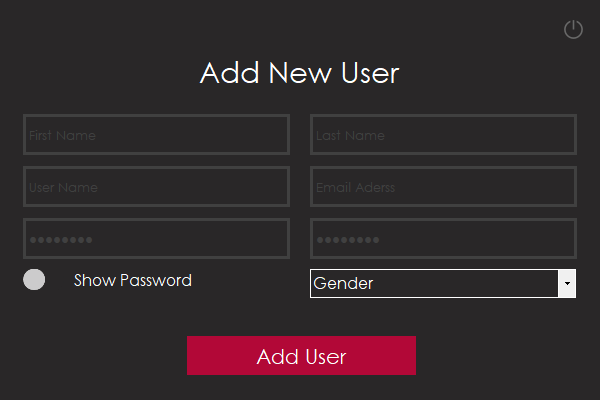 Add New User
First Name
Last Name
User Name
Email Aderss
●●●●●●●●
●●●●●●●●
Show Password
Gender
Add User